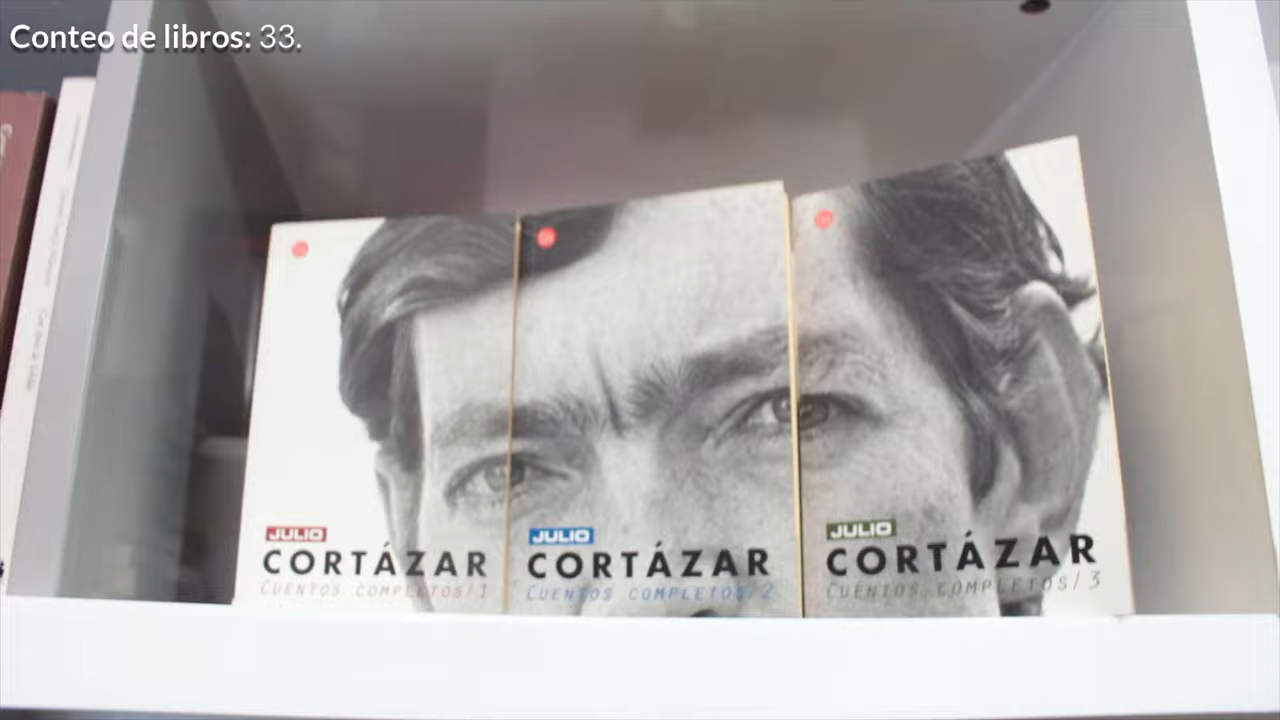 Conteo de libros: 33.
JULIO
CORTÁZAR
CUENTOS COMPLETOS/1
JULIO
CORTÁZAR
CUENTOS COMPLETOS/2
JULIO
CORTÁZAR
CUENTOS COMPLETOS/3